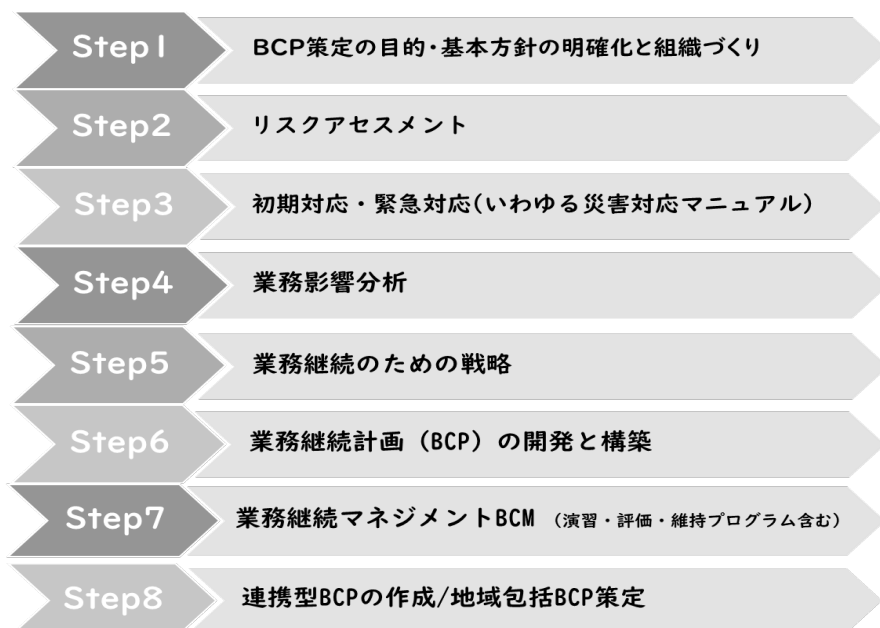 Step1 BCP策定の目的・基本方針の明確化と組織づくり
Step2 リスクアセスメント
Step3 初期対応・緊急対応(いわゆる災害対応マニュアル)
Step4 業務影響分析
Step5 業務継続のための戦略
Step6 業務継続計画（BCP）の開発と構築
Step7 業務継続マネジメントBCM （演習・評価・維持プログラム含む）
Step8 連携型BCPの作成/地域包括BCP策定